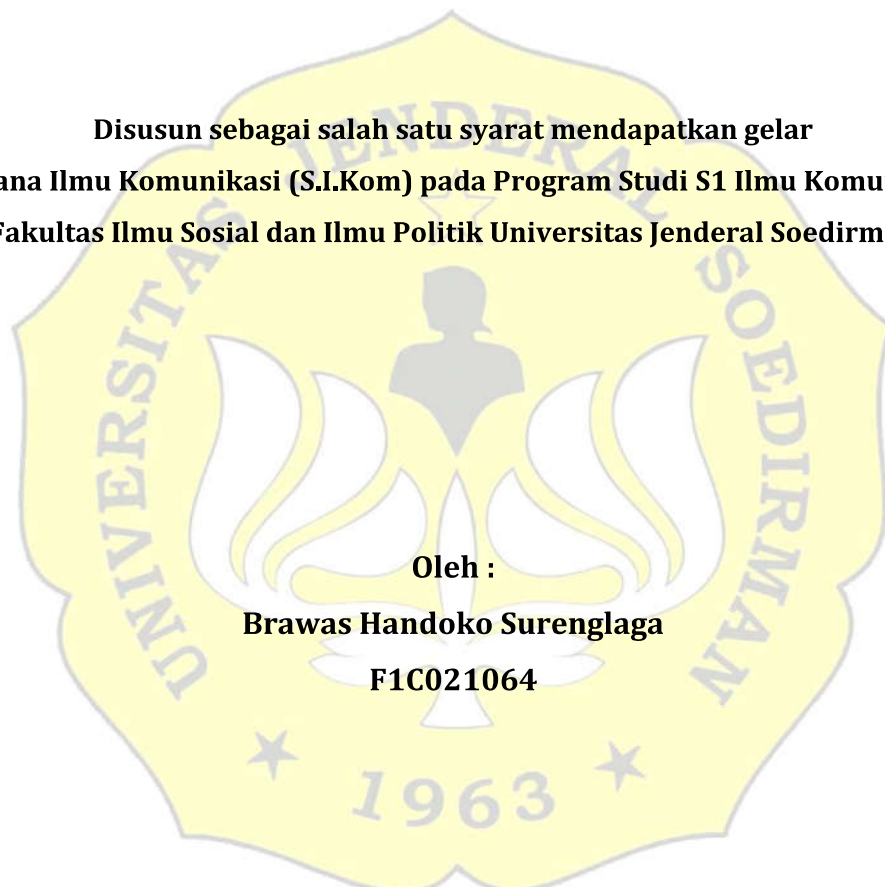 Disusun sebagai salah satu syarat mendapatkan gelar
ana Ilmu Komunikasi (S.I.Kom) pada Program Studi S1 Ilmu Komu
Fakultas Ilmu Sosial dan Ilmu Politik Universitas Jenderal Soedirm
UNIVERSITAS JENDERAL SOEDIRMAN
Oleh :
Brawas Handoko Surenglaga
F1C021064
1963